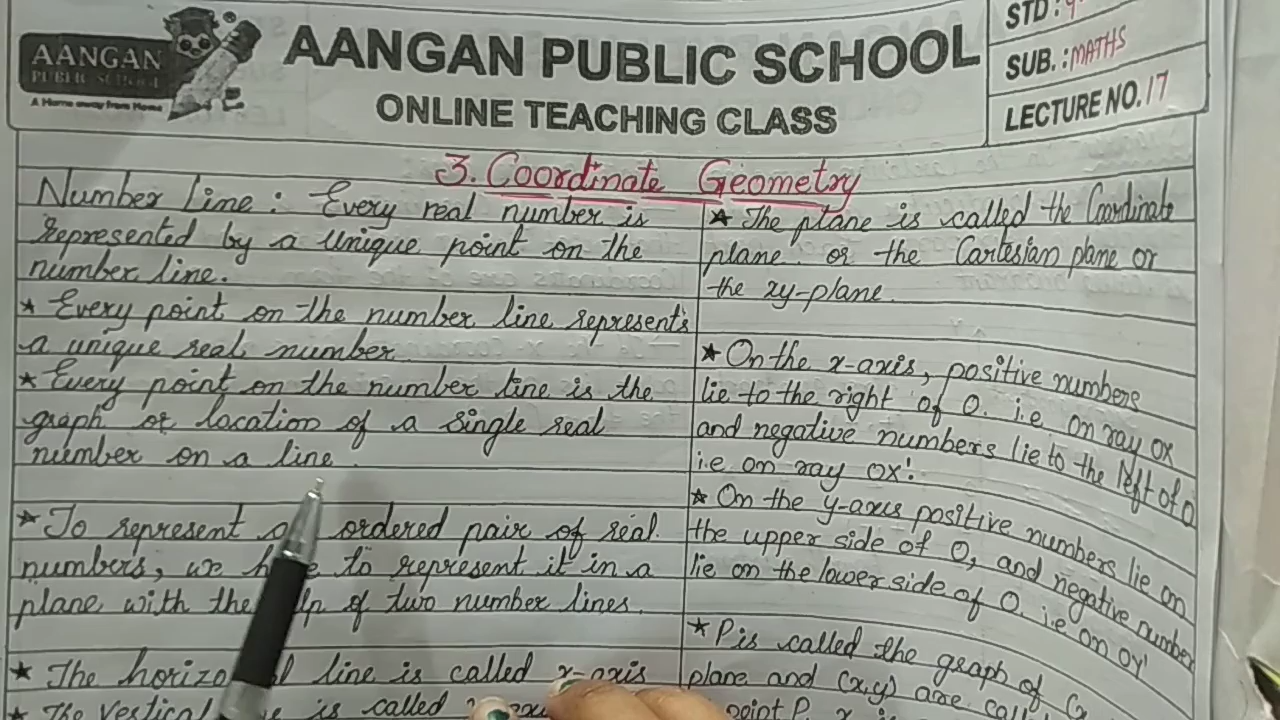 AANGAN
PUBLIC SCHOOL
A Home away from Home
AANGAN PUBLIC SCHOOL
ONLINE TEACHING CLASS
STD :
SUB. : MATHS
LECTURE NO. 17
3. Coordinate Geometry
Number Line : Every real number is
represented by a unique point on the
number line.
* Every point on the number line represents
a unique real number
* Every point on the number line is the
graph or location of a single real
number on a line.
* To represent ordered pair of real
numbers, we to represent it in a
plane with the of two number lines.
* The line is called x-axis
* The is called
* The plane is called the Coordinate
plane. or the Cartesian plane or
the xy-plane.
* On the x-axis, positive numbers
lie to the right of O. i.e on ray ox
and negative numbers lie to the left of O
i.e on ray ox'.
* On the y-axis positive numbers lie on
the upper side of O, and negative number
lie on the lower side of O. i.e on oy'
* P is called the graph of
plane and (x,y) are
point P.